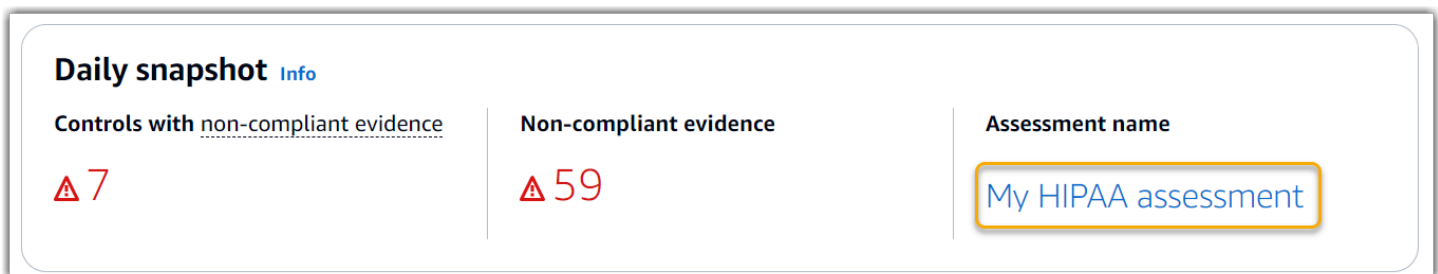 Daily snapshot Info
Controls with non-compliant evidence
7
Non-compliant evidence
59
Assessment name
My HIPAA assessment